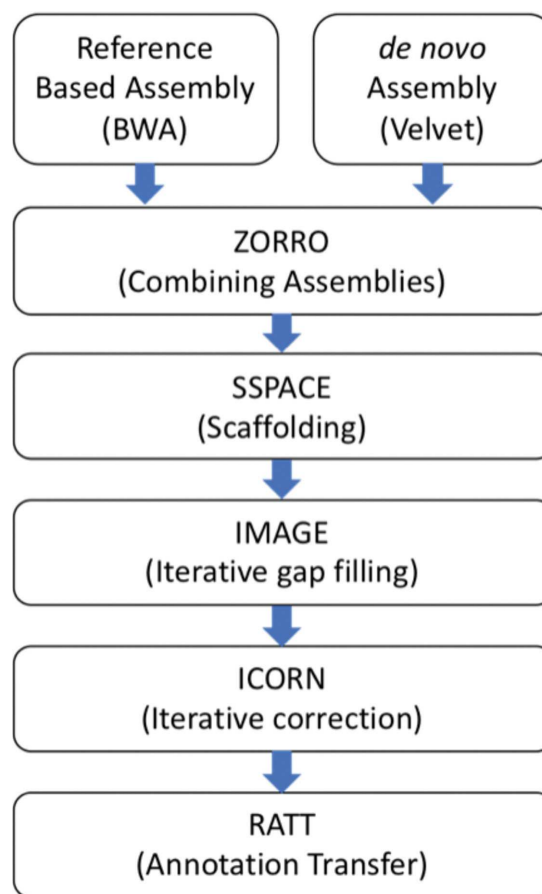 Reference
Based Assembly
(BWA)
de novo
Assembly
(Velvet)
ZORRO
(Combining Assemblies)
SSPACE
(Scaffolding)
IMAGE
(Iterative gap filling)
ICORN
(Iterative correction)
RATT
(Annotation Transfer)